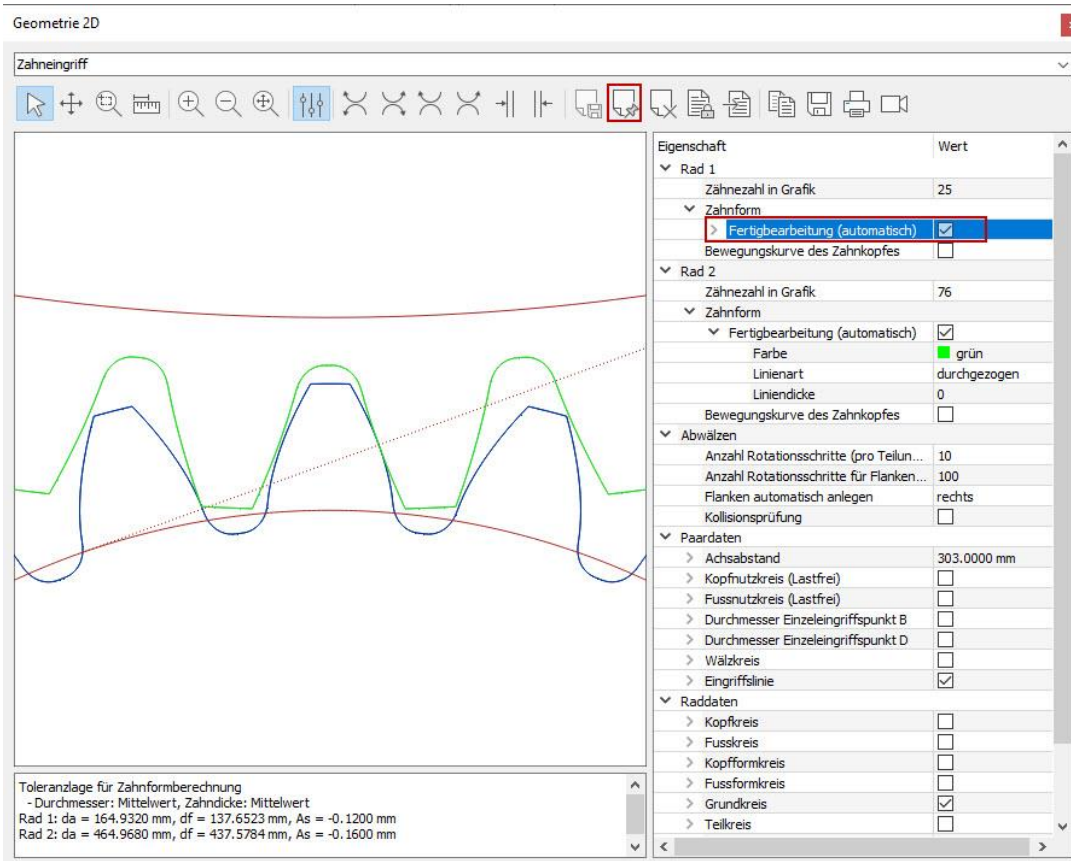 Geometrie 2D
Zahneingriff
Eigenschaft Wert
Rad 1
Zähnezahl in Grafik 25
Zahnform
Fertigbearbeitung (automatisch)
Bewegungskurve des Zahnkopfes
Rad 2
Zähnezahl in Grafik 76
Zahnform
Fertigbearbeitung (automatisch)
Farbe grün
Linienart durchgezogen
Liniendicke 0
Bewegungskurve des Zahnkopfes
Abwälzen
Anzahl Rotationsschritte (pro Teilun... 10
Anzahl Rotationsschritte für Flanken... 100
Flanken automatisch anlegen rechts
Kollisionsprüfung
Paardaten
Achsabstand 303.0000 mm
Kopfnutzkreis (Lastfrei)
Fussnutzkreis (Lastfrei)
Durchmesser Einzeleingriffspunkt B
Durchmesser Einzeleingriffspunkt D
Wälzkreis
Eingriffslinie
Raddaten
Kopfkreis
Fusskreis
Kopfformkreis
Fussformkreis
Grundkreis
Teilkreis
Toleranzlage für Zahnformberechnung
- Durchmesser: Mittelwert, Zahndicke: Mittelwert
Rad 1: da = 164.9320 mm, df = 137.6523 mm, As = -0.1200 mm
Rad 2: da = 464.9680 mm, df = 437.5784 mm, As = -0.1600 mm